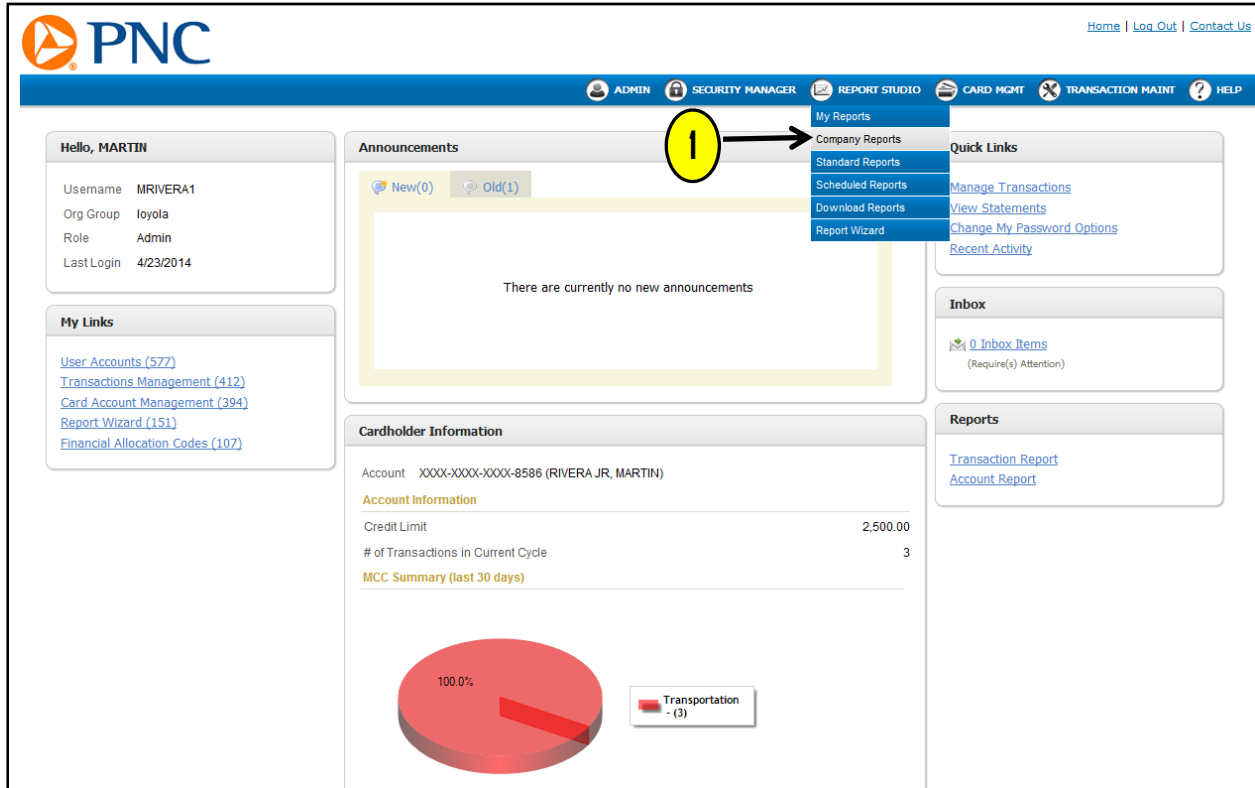 PNC
Home | Log Out | Contact Us
ADMIN SECURITY MANAGER REPORT STUDIO CARD MGMT TRANSACTION MAINT ? HELP
My Reports
Company Reports
Standard Reports
Scheduled Reports
Download Reports
Report Wizard
1
Hello, MARTIN
Username MRIVERA1
Org Group loyola
Role Admin
Last Login 4/23/2014
My Links
User Accounts (577)
Transactions Management (412)
Card Account Management (394)
Report Wizard (151)
Financial Allocation Codes (107)
Announcements
New(0) Old(1)
There are currently no new announcements
Cardholder Information
Account XXXX-XXXX-XXXX-8586 (RIVERA JR, MARTIN)
Account Information
Credit Limit 2,500.00
# of Transactions in Current Cycle 3
MCC Summary (last 30 days)
100.0%
Transportation
- (3)
Quick Links
Manage Transactions
View Statements
Change My Password Options
Recent Activity
Inbox
0 Inbox Items
(Require(s) Attention)
Reports
Transaction Report
Account Report